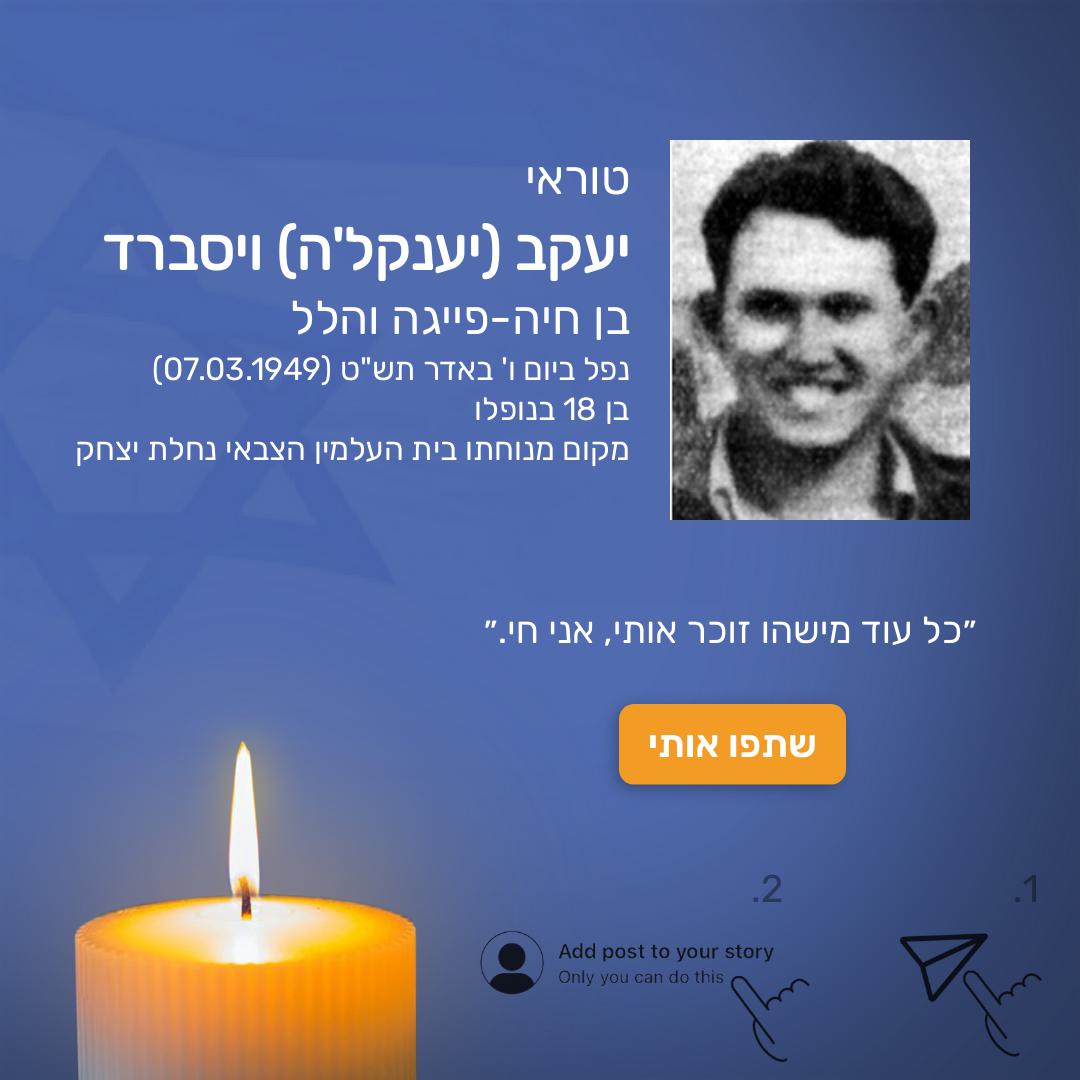 טוראי
יעקב (יענקל'ה) ויסברד
בן חיה-פייגה והלל
נפל ביום ו' באדר תש"ט (07.03.1949)
בן 18 בנופלו
מקום מנוחתו בית העלמין הצבאי נחלת יצחק
״כל עוד מישהו זוכר אותי, אני חי.״
שתפו אותי
1.
2.
Add post to your story
Only you can do this